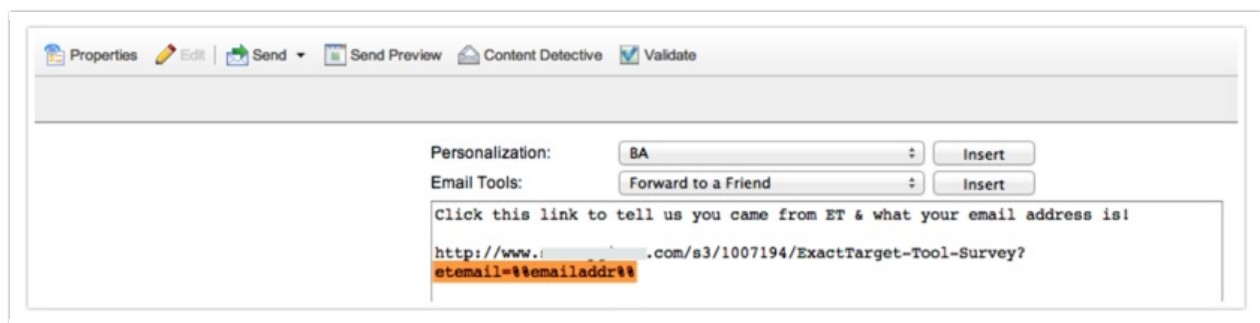 Properties Edit Send Send Preview Content Detective Validate
Personalization: BA Insert
Email Tools: Forward to a Friend Insert
Click this link to tell us you came from ET & what your email address is!
http://www. .com/s3/1007194/ExactTarget-Tool-Survey?
etemail=%%emailaddr%%